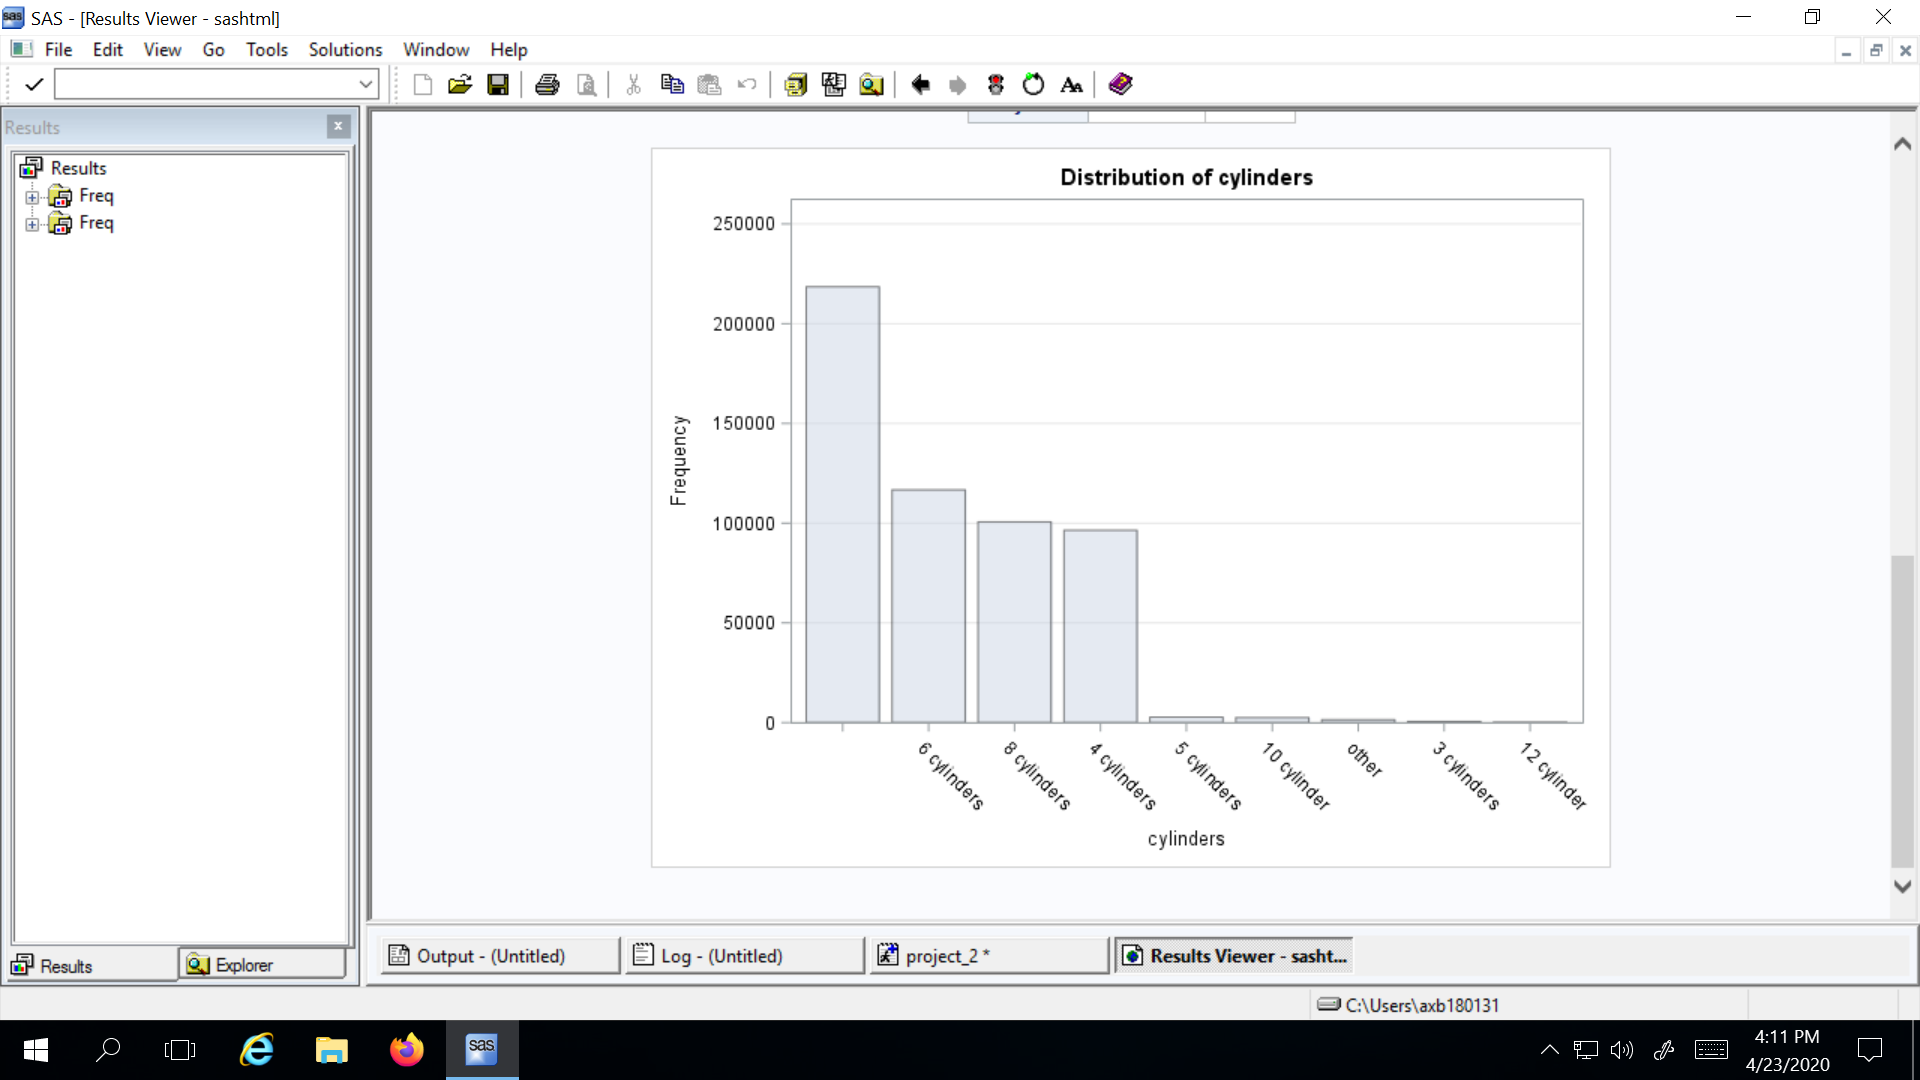 SAS - [Results Viewer - sashtml]
File Edit View Go Tools Solutions Window Help
Results
Results
Freq
Freq
Distribution of cylinders
250000
200000
150000
100000
50000
0
Frequency
6 cylinders
8 cylinders
4 cylinders
5 cylinders
10 cylinder
other
3 cylinders
12 cylinder
cylinders
Results Explorer
Output - (Untitled) Log - (Untitled) project_2 * Results Viewer - sasht...
C:\Users\axb180131
sas
4:11 PM
4/23/2020